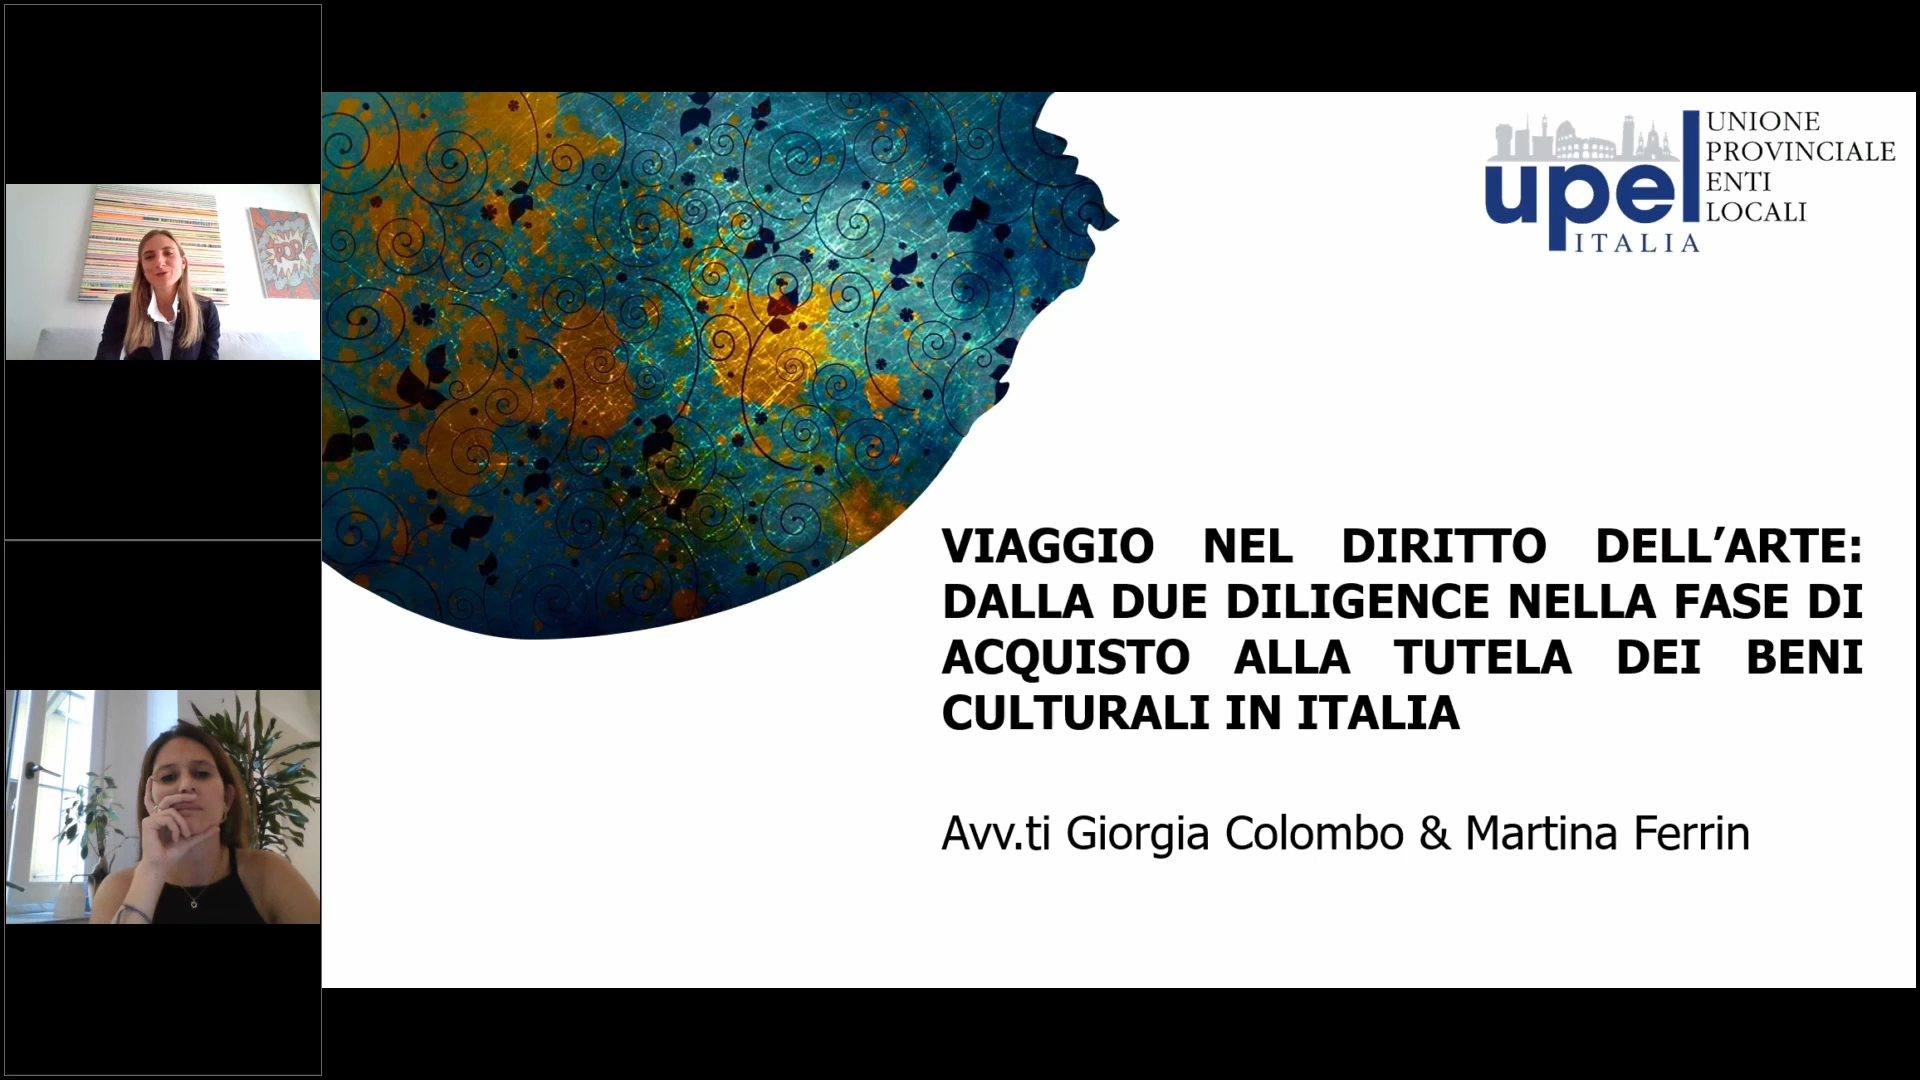 UNIONE
PROVINCIALE
ENTI
LOCALI
upel
ITALIA
VIAGGIO NEL DIRITTO DELL’ARTE:
DALLA DUE DILIGENCE NELLA FASE DI
ACQUISTO ALLA TUTELA DEI BENI
CULTURALI IN ITALIA
Avv.ti Giorgia Colombo & Martina Ferrin
POP